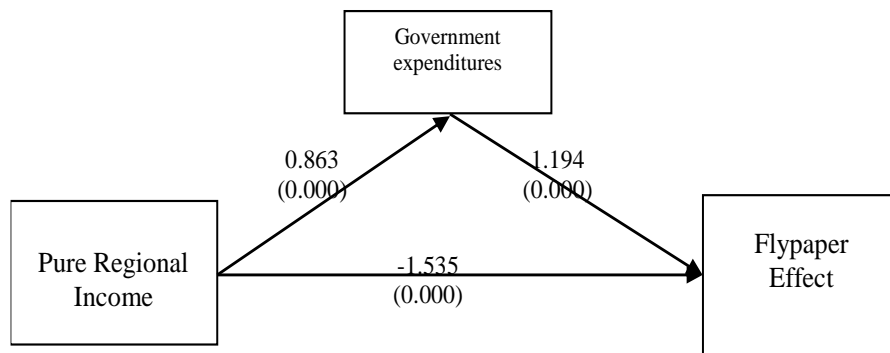 Government
expenditures
0.863
(0.000)
1.194
(0.000)
Pure Regional
Income
-1.535
(0.000)
Flypaper
Effect